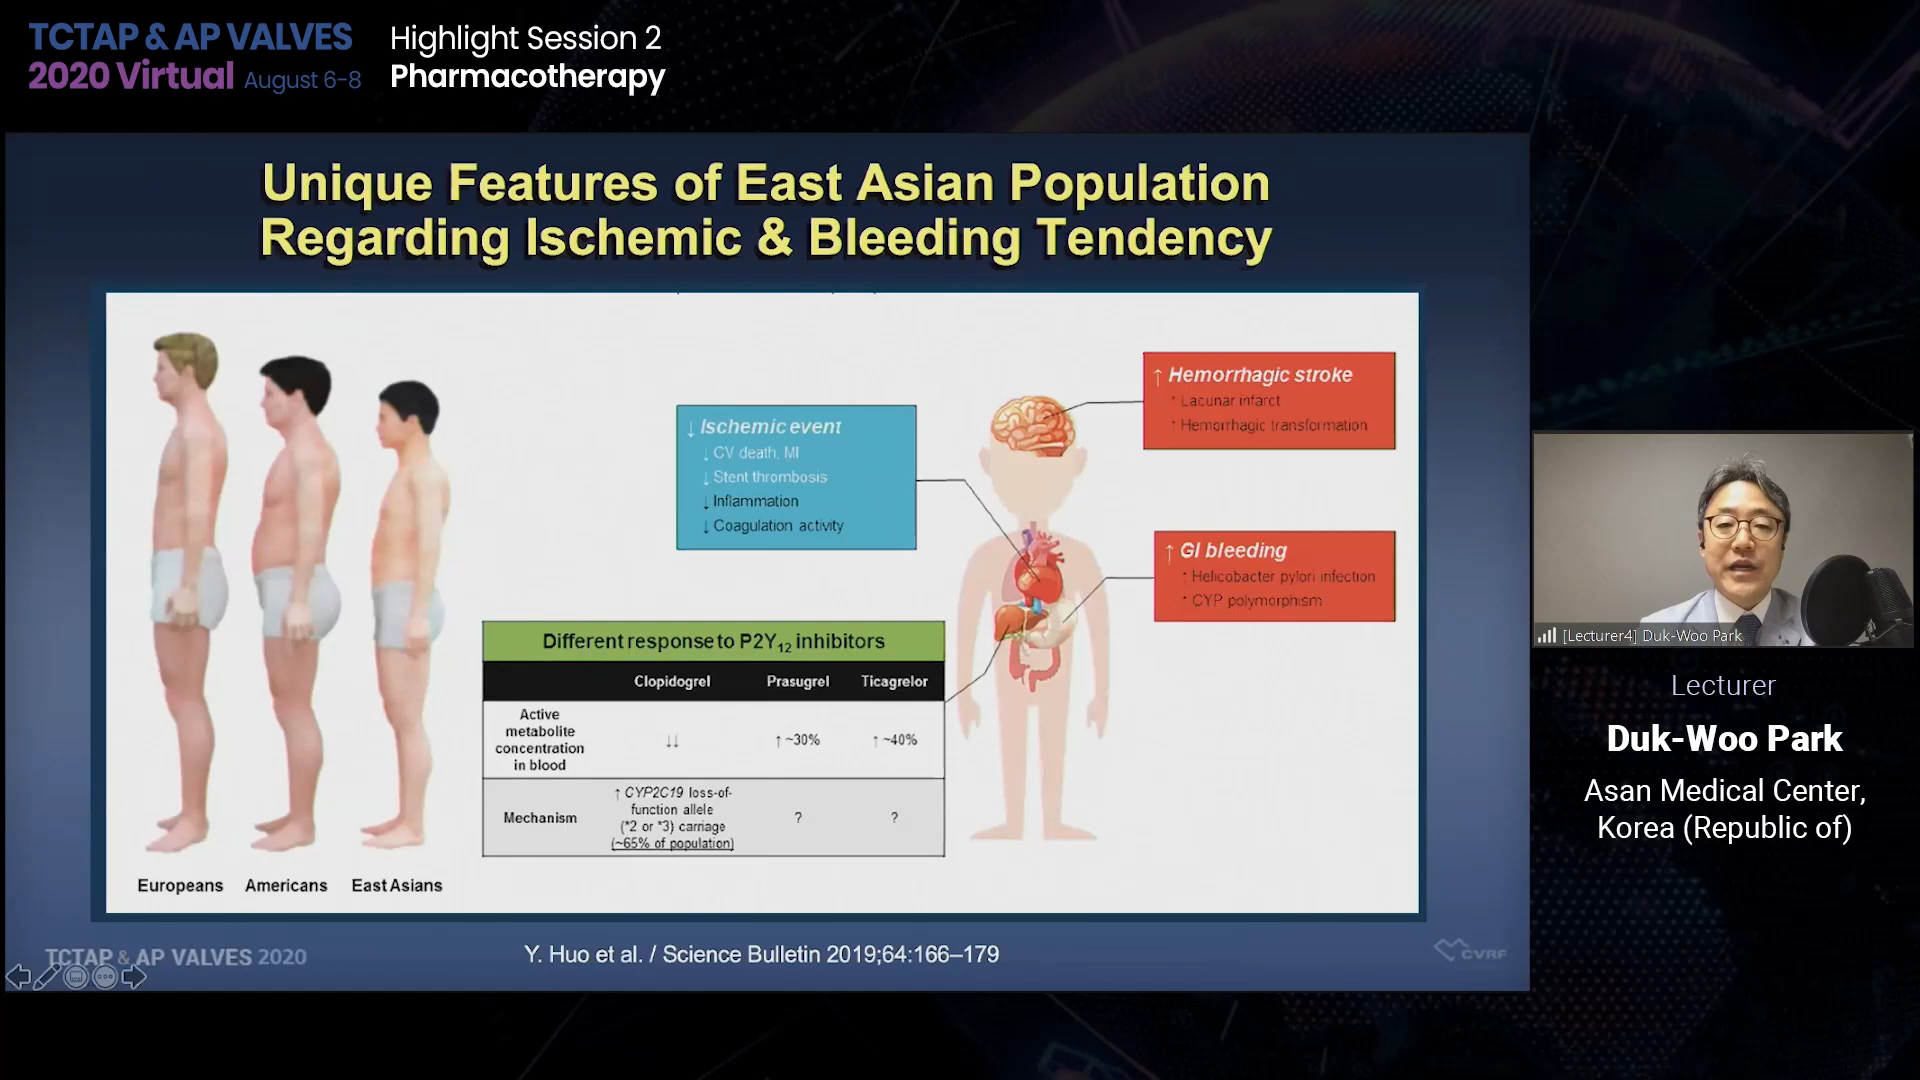 TCTAP & AP VALVES
2020 Virtual August 6-8
Highlight Session 2
Pharmacotherapy
Unique Features of East Asian Population
Regarding Ischemic & Bleeding Tendency
↓ Ischemic event
↓ CV death, MI
↓ Stent thrombosis
↓ Inflammation
↓ Coagulation activity
↑ Hemorrhagic stroke
↑ Lacunar infarct
↑ Hemorrhagic transformation
↑ GI bleeding
↑ Helicobacter pylori infection
↑ CYP polymorphism
Different response to P2Y12 inhibitors
Clopidogrel Prasugrel Ticagrelor
Active
metabolite
concentration
in blood
↓↓ ↑ ~30% ↑ ~40%
Mechanism
↑ CYP2C19 loss-of-
function allele
(*2 or *3) carriage
(~65% of population)
? ?
Europeans Americans East Asians
TCTAP & AP VALVES 2020
Y. Huo et al. / Science Bulletin 2019;64:166–179
CVRF
[Lecturer4] Duk-Woo Park
Lecturer
Duk-Woo Park
Asan Medical Center,
Korea (Republic of)